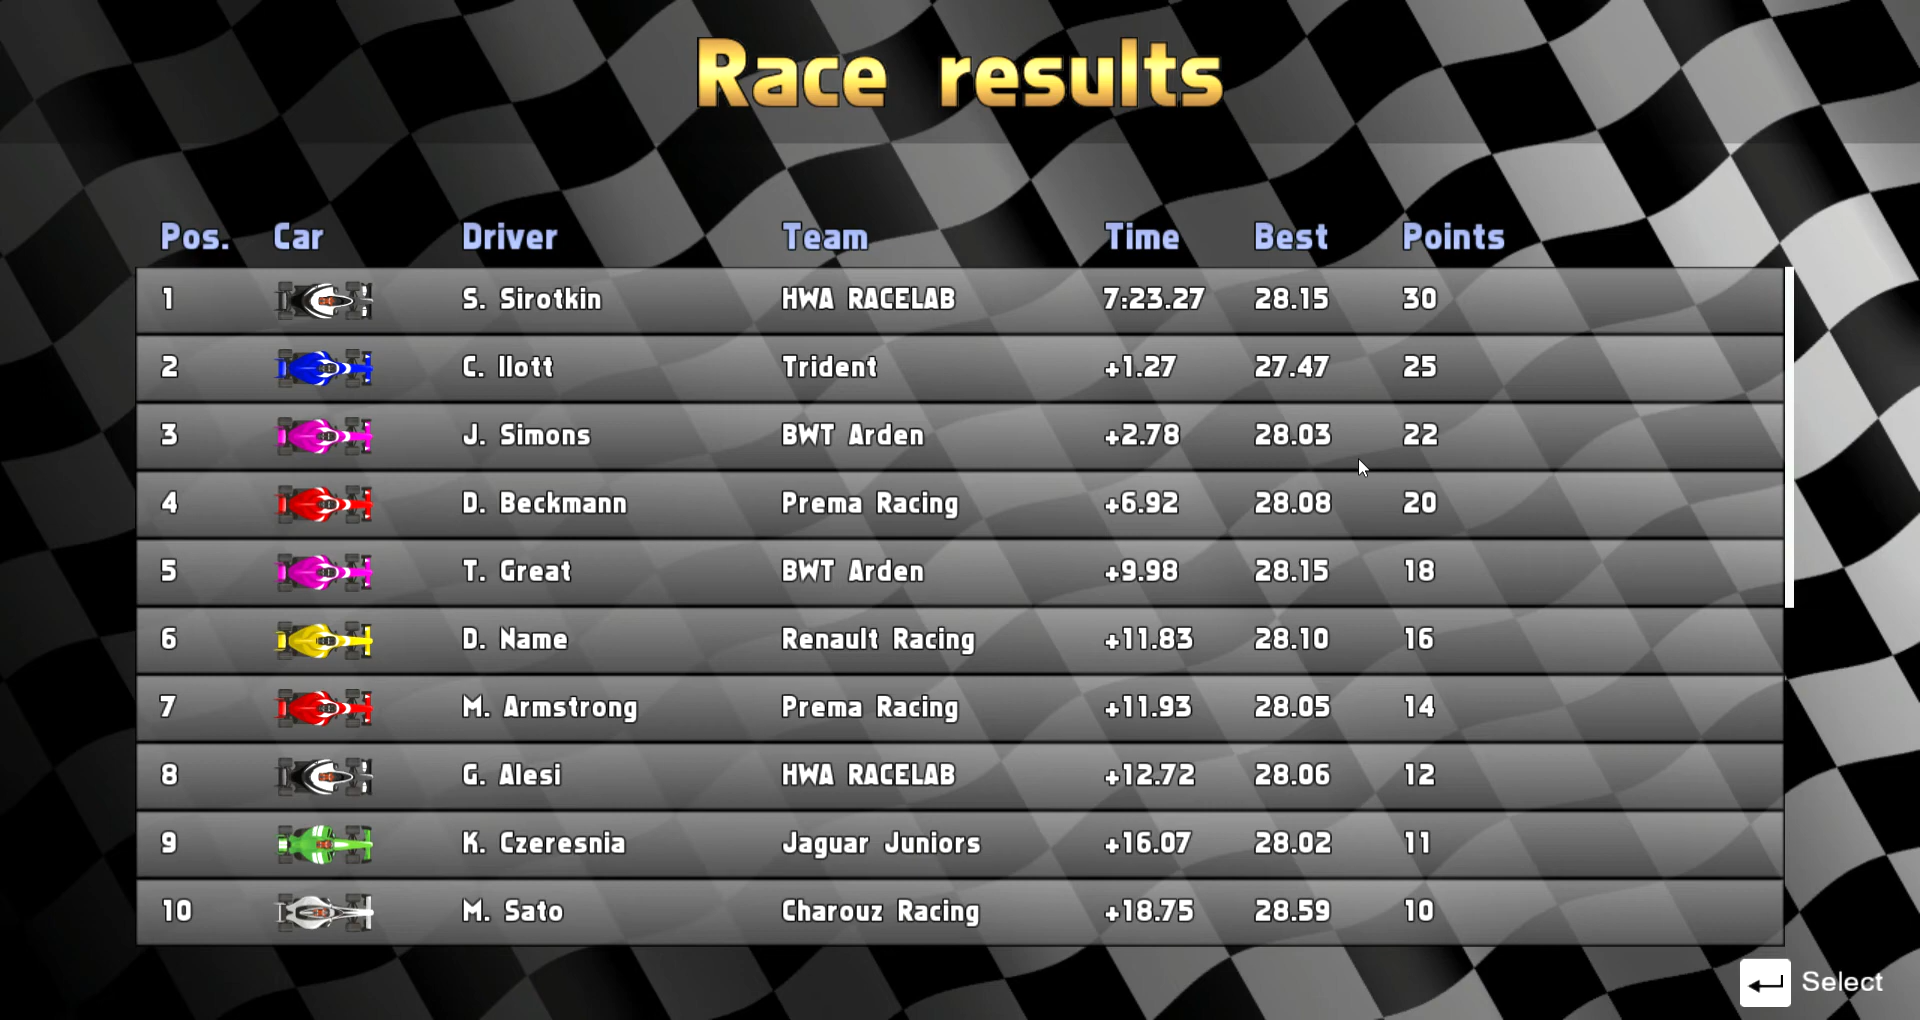 Race results
Pos. Car Driver Team Time Best Points
1 S. Sirotkin HWA RACELAB 7:23.27 28.15 30
2 C. Ilott Trident +1.27 27.47 25
3 J. Simons BWT Arden +2.78 28.03 22
4 D. Beckmann Prema Racing +6.92 28.08 20
5 T. Great BWT Arden +9.98 28.15 18
6 D. Name Renault Racing +11.83 28.10 16
7 M. Armstrong Prema Racing +11.93 28.05 14
8 G. Alesi HWA RACELAB +12.72 28.06 12
9 K. Czeresnia Jaguar Juniors +16.07 28.02 11
10 M. Sato Charouz Racing +18.75 28.59 10
Select